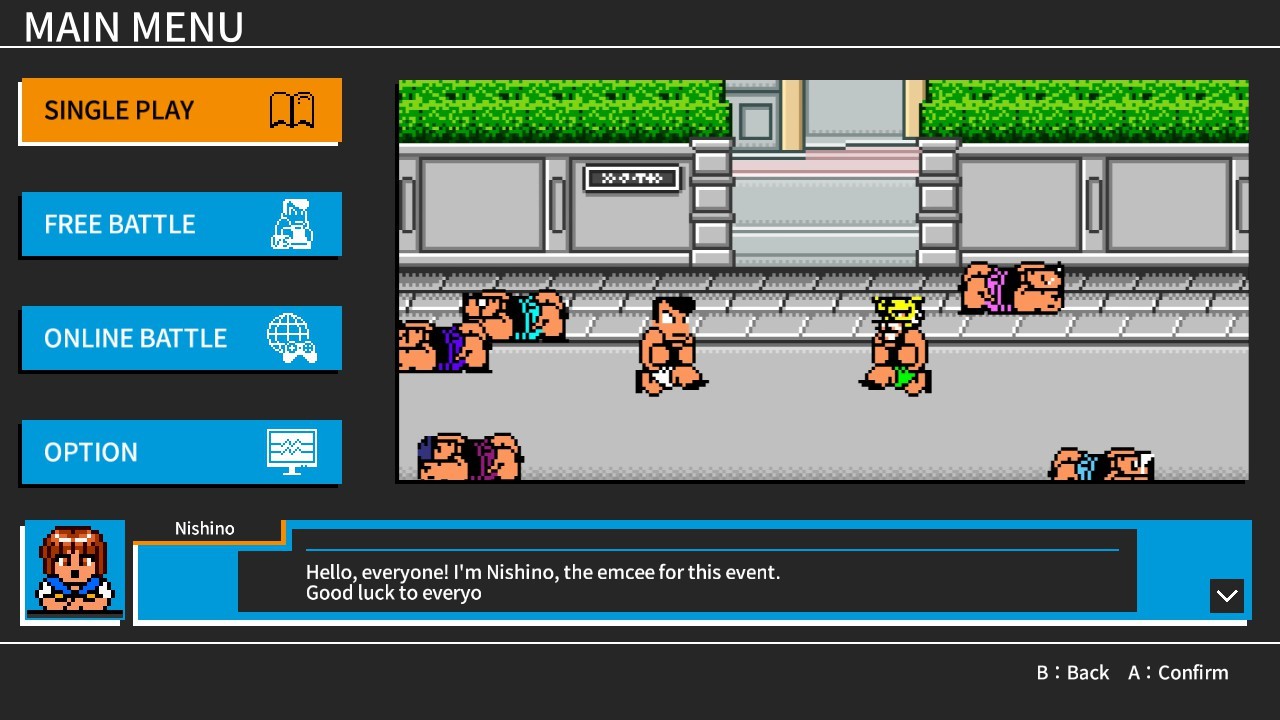 MAIN MENU
SINGLE PLAY
FREE BATTLE
VS
ONLINE BATTLE
OPTION
Nishino
Hello, everyone! I'm Nishino, the emcee for this event.
Good luck to everyo
B：Back A：Confirm